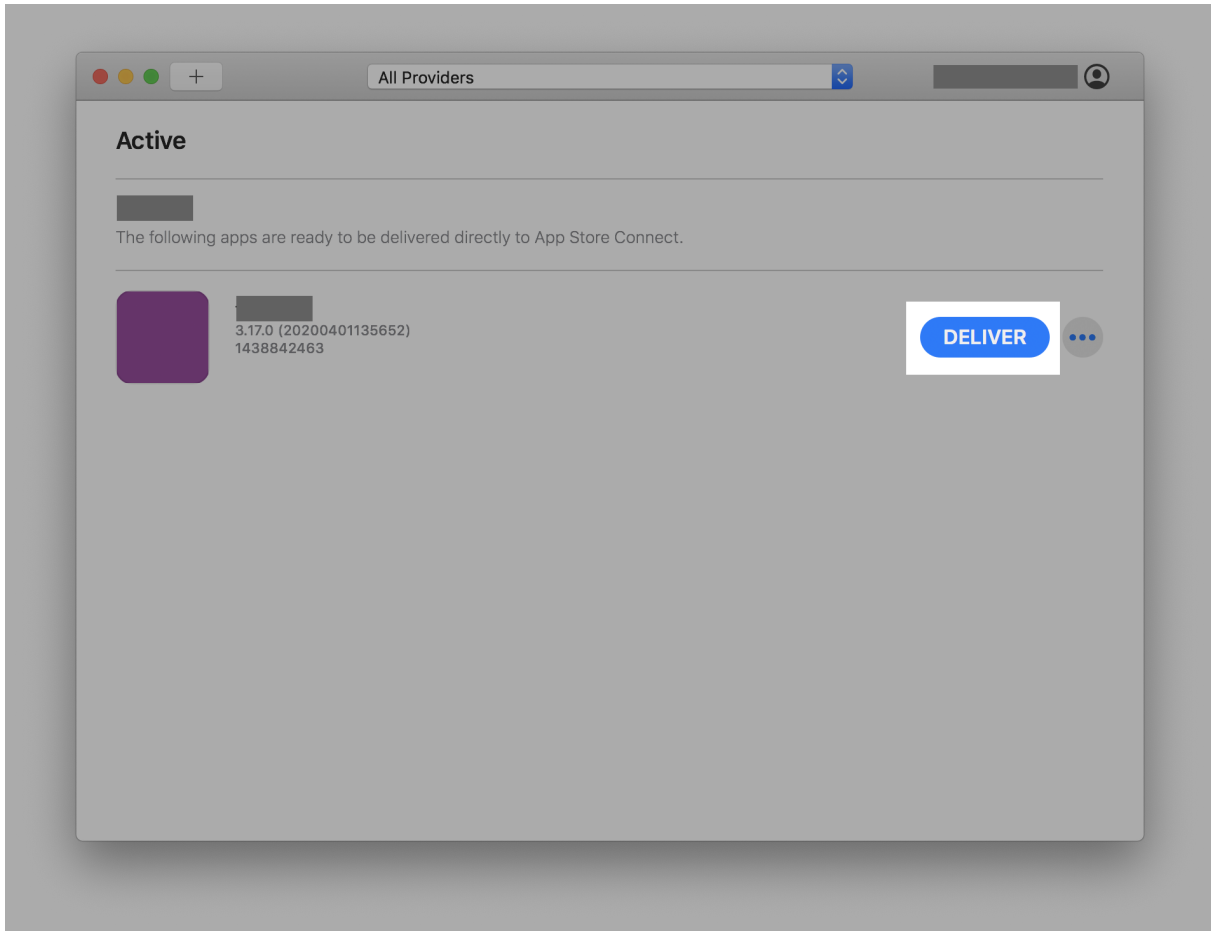 All Providers
Active
The following apps are ready to be delivered directly to App Store Connect.
3.17.0 (20200401135652)
1438842463
DELIVER